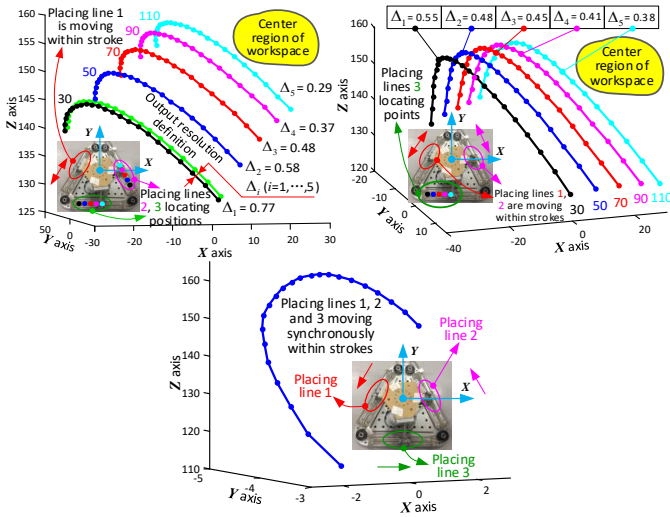 Placing line 1
is moving
within stroke
110
90
70
50
30
Center
region of
workspace
Δ5 = 0.29
Δ4 = 0.37
Δ3 = 0.48
Δ2 = 0.58
Δi (i=1,⋯,5)
Δ1 = 0.77
Output resolution
definition
Y
X
Placing lines
2, 3 locating
positions
Z axis
160
155
150
145
140
135
130
125
50
0
-30
-20
-10
0
10
20
30
Y axis
X axis
Δ1 = 0.55
Δ2 = 0.48
Δ3 = 0.45
Δ4 = 0.41
Δ5 = 0.38
Center
region of
workspace
Placing
lines 3
locating
points
Y
X
Placing lines 1,
2 are moving
within strokes
30
50
70
90
110
Z axis
160
150
140
130
120
-20
-10
0
10
-40
-20
0
20
Y axis
X axis
Placing lines 1, 2
and 3 moving
synchronously
within strokes
Placing
line 2
Placing
line 1
Placing
line 3
Y
X
Z axis
160
150
140
130
120
110
-5
-4
-3
-2
0
2
Y axis
X axis